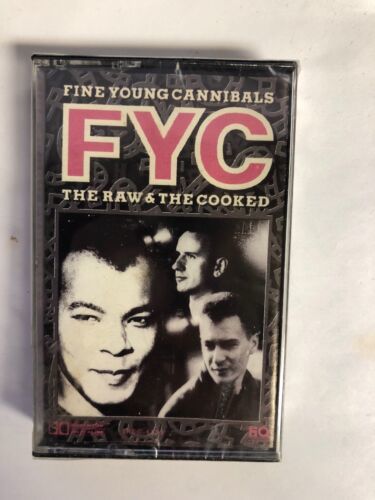 FINE YOUNG CANNIBALS
FYC
THE RAW & THE COOKED